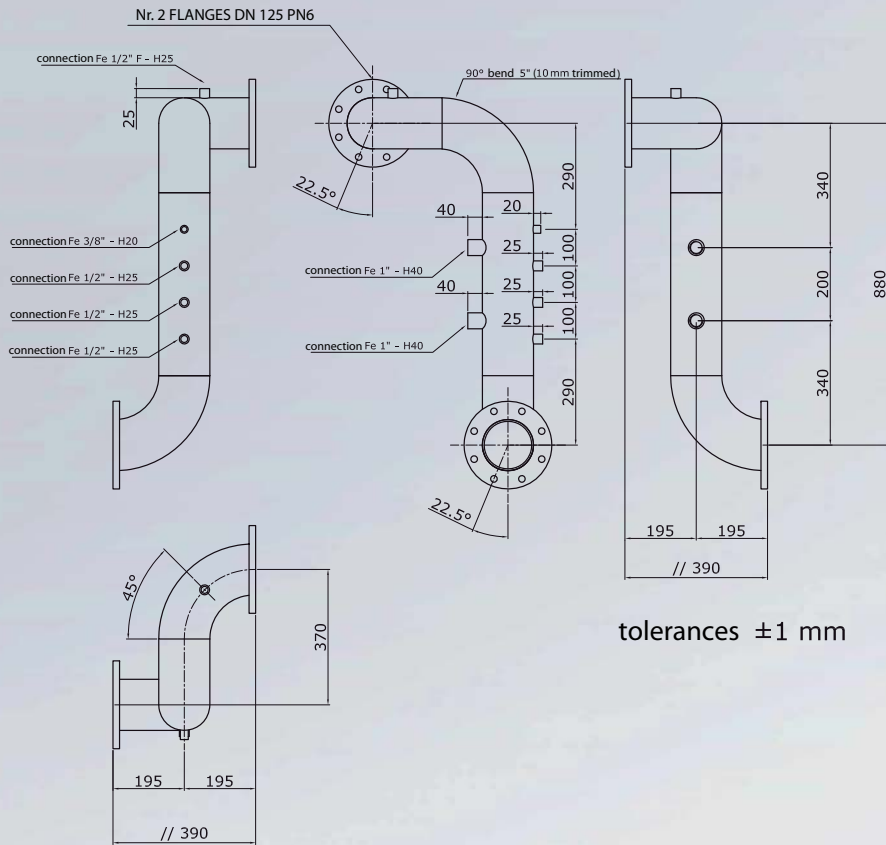 Nr. 2 FLANGES DN 125 PN6
connection Fe 1/2" F - H25
25
connection Fe 3/8" - H20
connection Fe 1/2" - H25
connection Fe 1/2" - H25
connection Fe 1/2" - H25
90° bend 5" (10 mm trimmed)
22.5°
40
20
290
connection Fe 1" - H40
25
100
40
25
100
connection Fe 1" - H40
25
100
290
22.5°
340
200
340
880
195
195
// 390
tolerances ±1 mm
45°
370
195
195
// 390